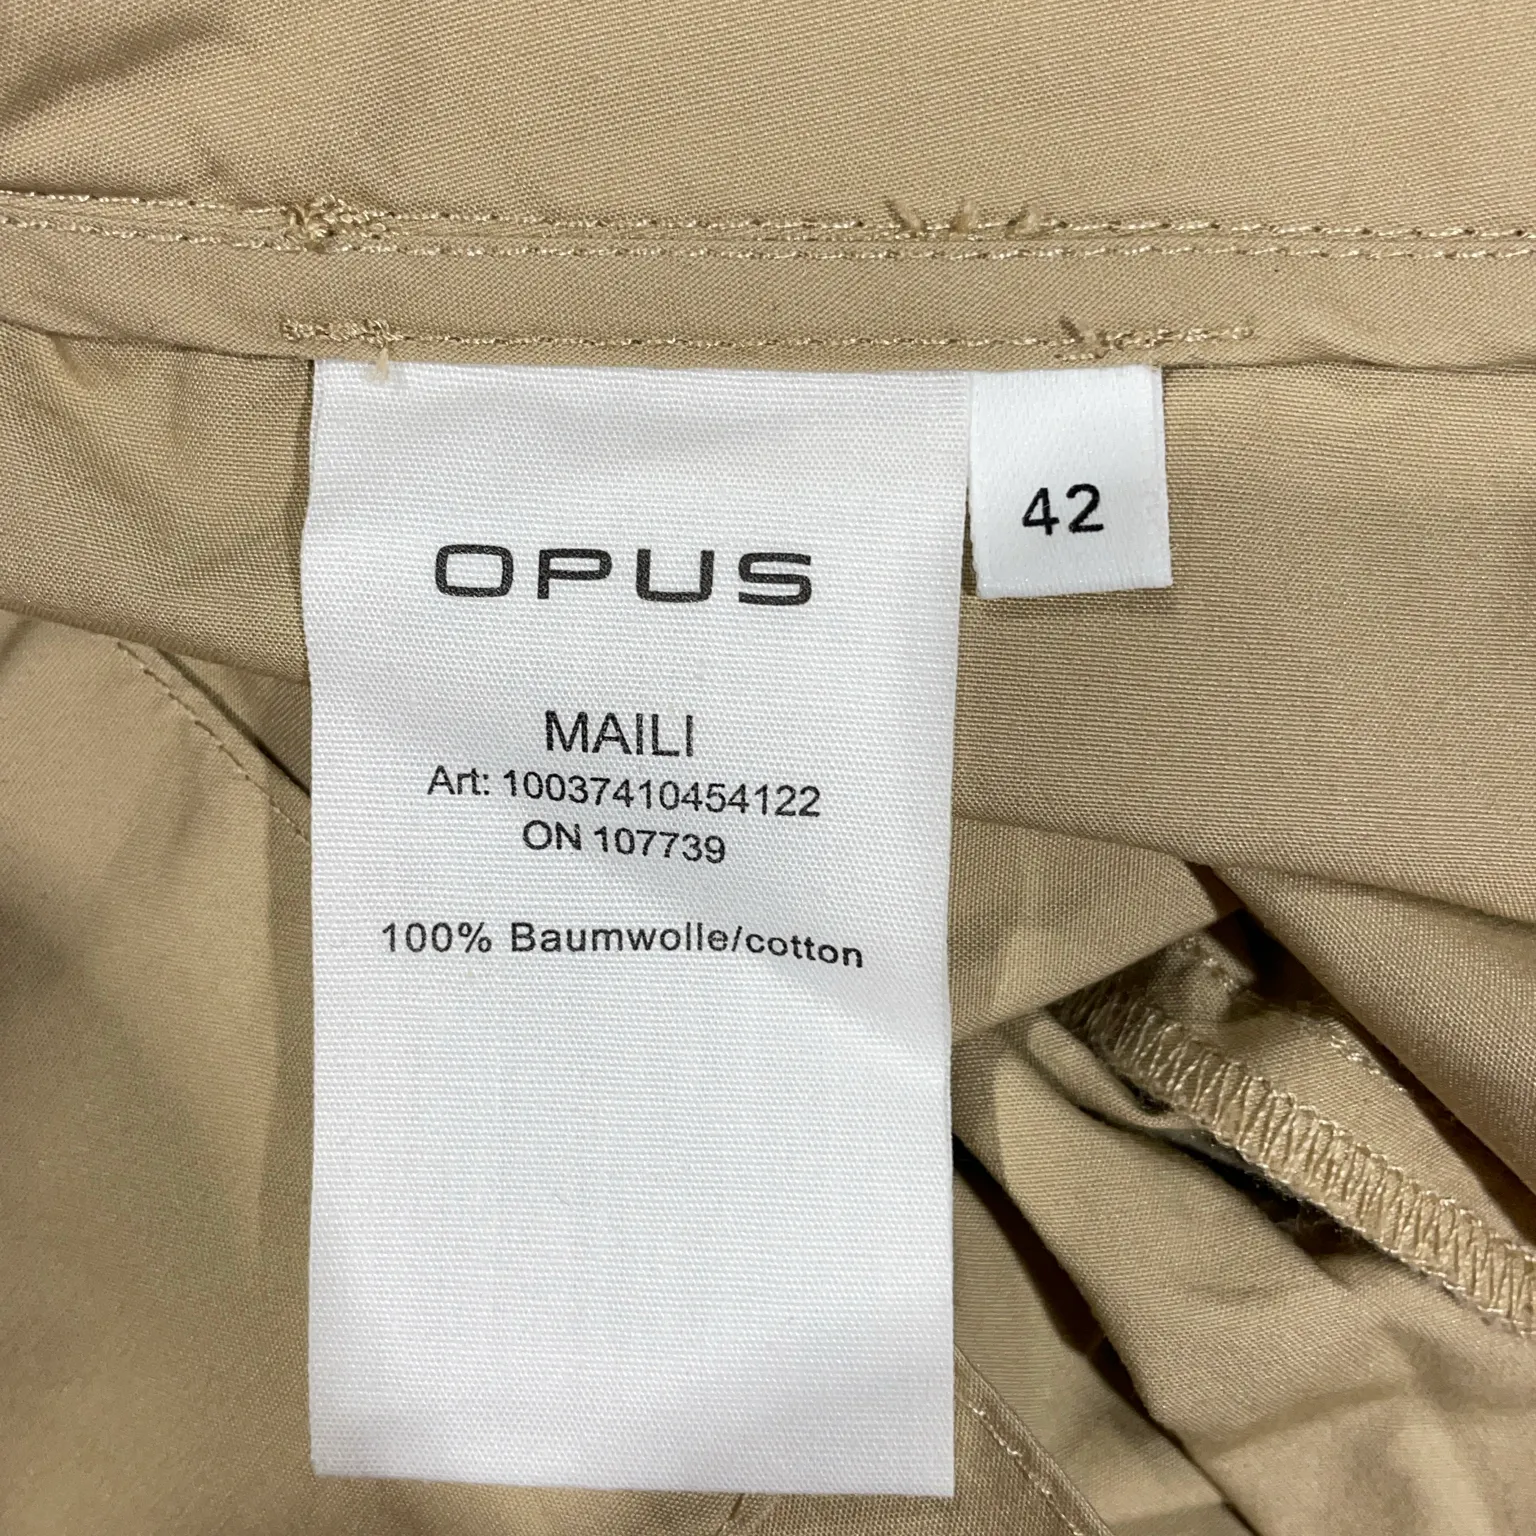 OPUS
42
MAILI
Art: 10037410454122
ON 107739
100% Baumwolle/cotton